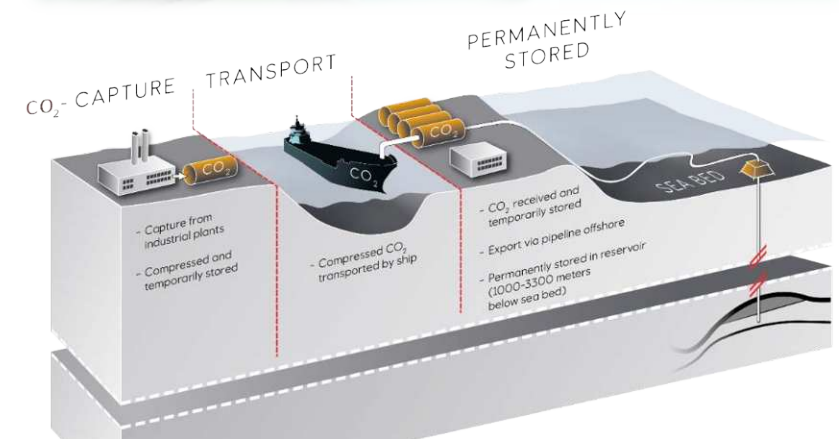 CO₂- CAPTURE
TRANSPORT
PERMANENTLY
STORED
CO₂
CO₂
CO₂
SEA BED
- Capture from
industrial plants
- Compressed and
temporarily stored
- Compressed CO₂
transported by ship
- CO₂ received and
temporarily stored
- Export via pipeline offshore
- Permanently stored in reservoir
(1000-3300 meters
below sea bed)